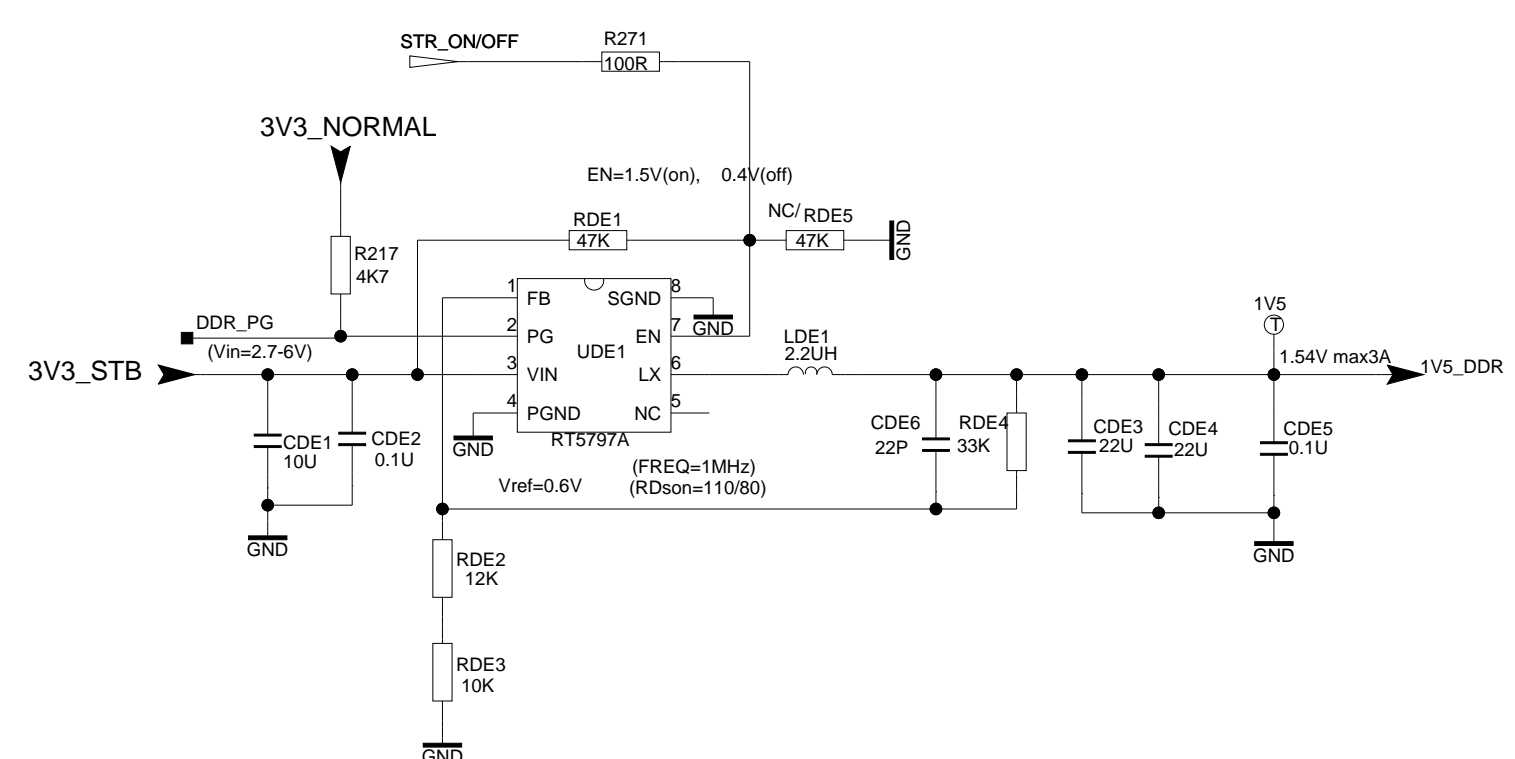 STR_ON/OFF
R271
100R
3V3_NORMAL
EN=1.5V(on), 0.4V(off)
NC/
RDE1
RDE5
47K
47K
GND
R217
4K7
1
FB
SGND
8
GND
DDR_PG
2
PG
EN
7
(Vin=2.7-6V)
UDE1
LDE1
2.2UH
1V5
T
1.54V max3A
3V3_STB
3
VIN
LX
6
1V5_DDR
4
PGND
NC
5
GND
RT5797A
CDE1
10U
CDE2
0.1U
CDE6
22P
RDE4
33K
CDE3
22U
CDE4
22U
CDE5
0.1U
(FREQ=1MHz)
Vref=0.6V
(RDson=110/80)
GND
GND
RDE2
12K
RDE3
10K
GND